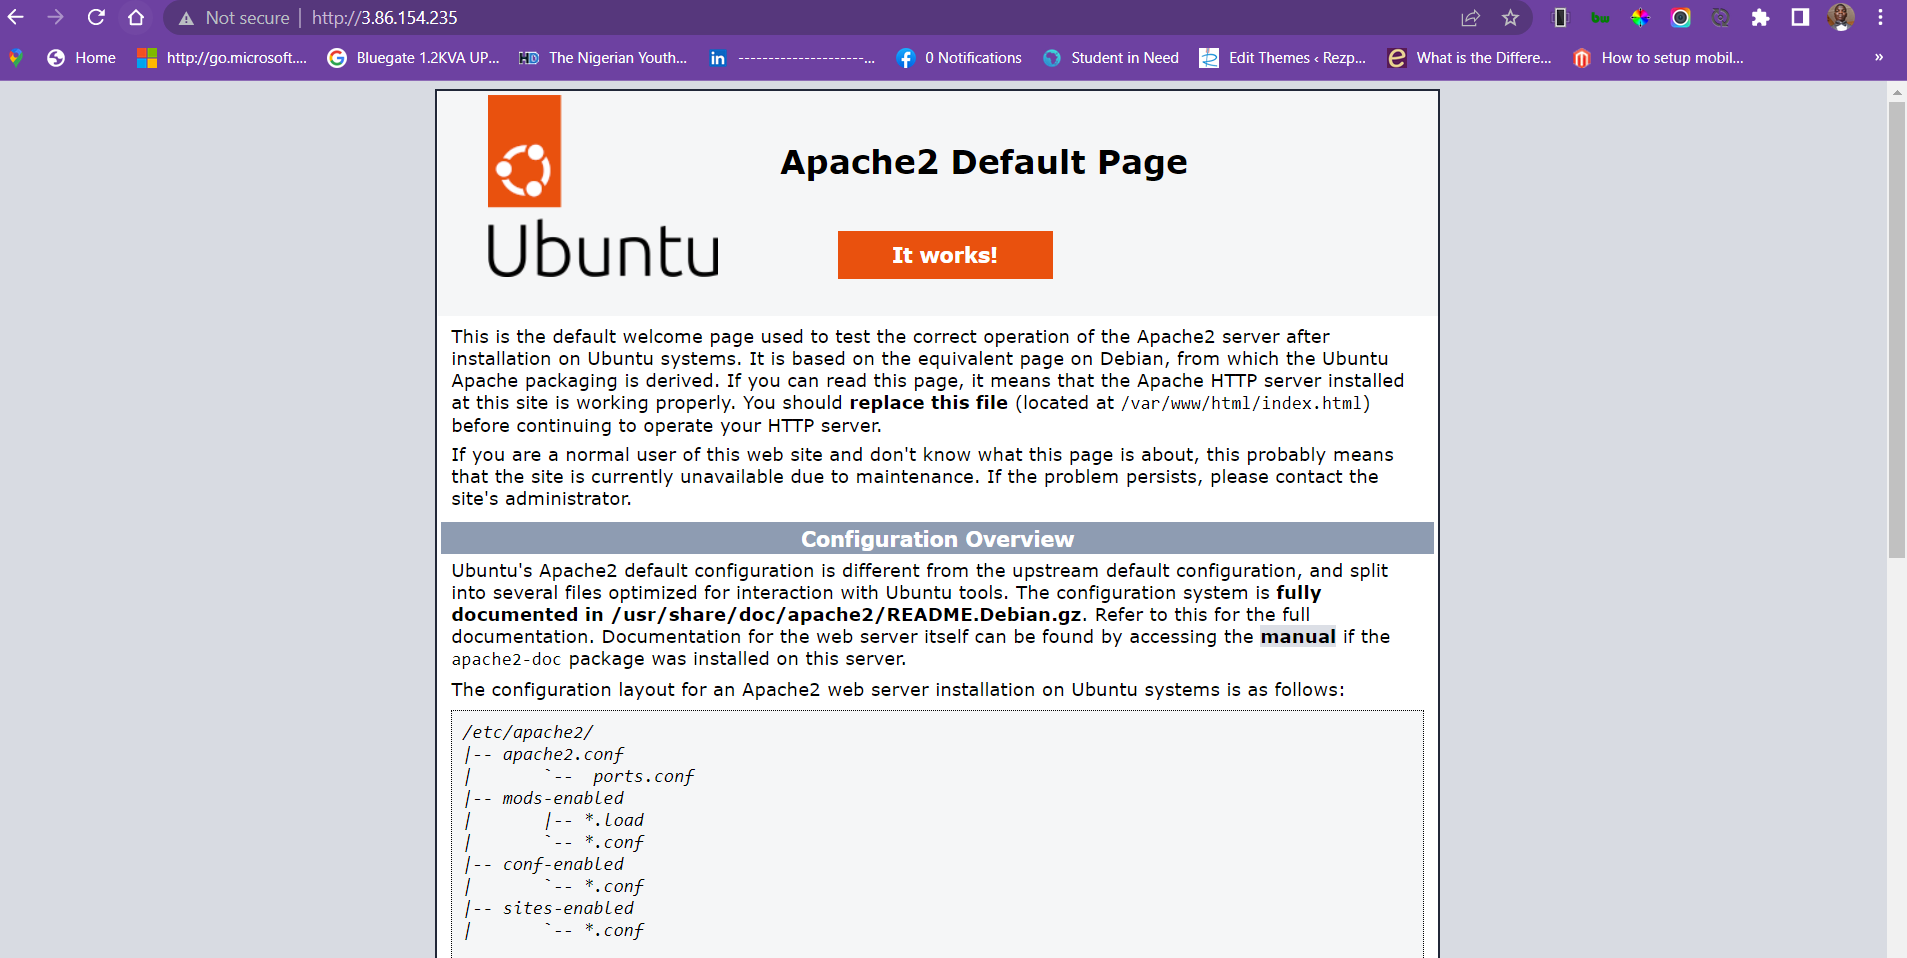 Not secure | http://3.86.154.235
Home http://go.microsoft.... Bluegate 1.2KVA UP... The Nigerian Youth... ----------------------... 0 Notifications Student in Need Edit Themes ‹ Rezp... What is the Differe... How to setup mobil... »
Apache2 Default Page
Ubuntu
It works!
This is the default welcome page used to test the correct operation of the Apache2 server after
installation on Ubuntu systems. It is based on the equivalent page on Debian, from which the Ubuntu
Apache packaging is derived. If you can read this page, it means that the Apache HTTP server installed
at this site is working properly. You should replace this file (located at /var/www/html/index.html)
before continuing to operate your HTTP server.
If you are a normal user of this web site and don't know what this page is about, this probably means
that the site is currently unavailable due to maintenance. If the problem persists, please contact the
site's administrator.
Configuration Overview
Ubuntu's Apache2 default configuration is different from the upstream default configuration, and split
into several files optimized for interaction with Ubuntu tools. The configuration system is fully
documented in /usr/share/doc/apache2/README.Debian.gz. Refer to this for the full
documentation. Documentation for the web server itself can be found by accessing the manual if the
apache2-doc package was installed on this server.
The configuration layout for an Apache2 web server installation on Ubuntu systems is as follows:
/etc/apache2/
|-- apache2.conf
|       `--  ports.conf
|-- mods-enabled
|       |-- *.load
|       `-- *.conf
|-- conf-enabled
|       `-- *.conf
|-- sites-enabled
|       `-- *.conf